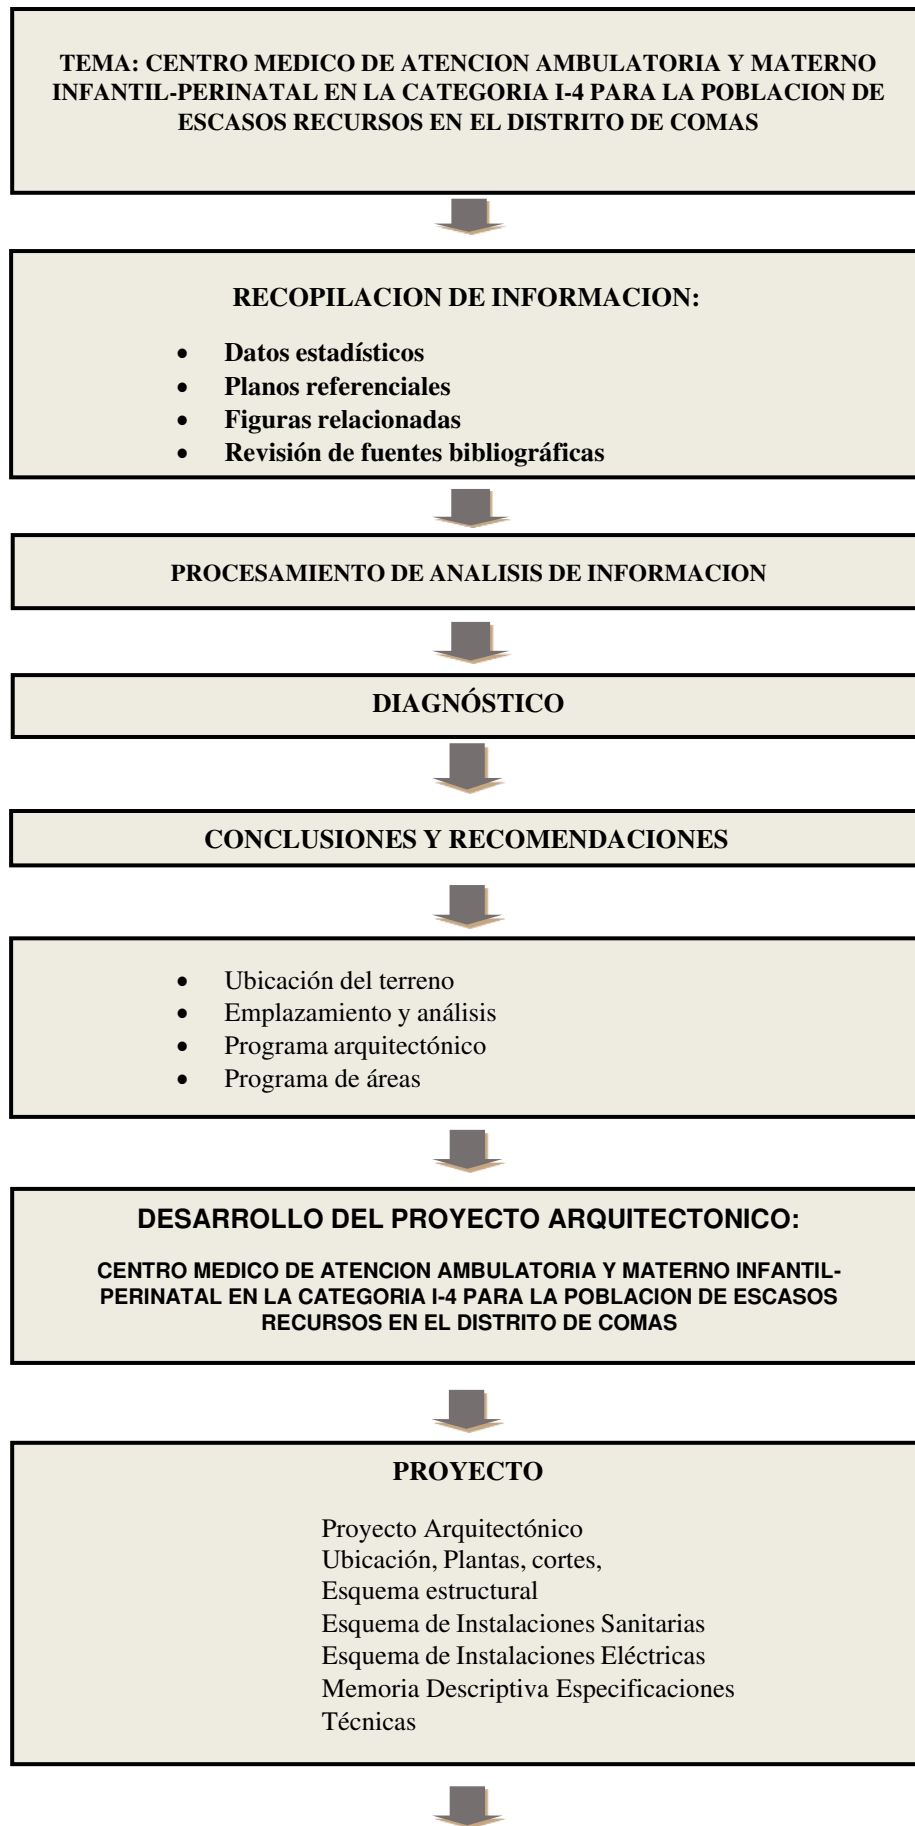 TEMA: CENTRO MEDICO DE ATENCION AMBULATORIA Y MATERNO
INFANTIL-PERINATAL EN LA CATEGORIA I-4 PARA LA POBLACION DE
ESCASOS RECURSOS EN EL DISTRITO DE COMAS
RECOPILACION DE INFORMACION:
• Datos estadísticos
• Planos referenciales
• Figuras relacionadas
• Revisión de fuentes bibliográficas
PROCESAMIENTO DE ANALISIS DE INFORMACION
DIAGNÓSTICO
CONCLUSIONES Y RECOMENDACIONES
• Ubicación del terreno
• Emplazamiento y análisis
• Programa arquitectónico
• Programa de áreas
DESARROLLO DEL PROYECTO ARQUITECTONICO:
CENTRO MEDICO DE ATENCION AMBULATORIA Y MATERNO INFANTIL-
PERINATAL EN LA CATEGORIA I-4 PARA LA POBLACION DE ESCASOS
RECURSOS EN EL DISTRITO DE COMAS
PROYECTO
Proyecto Arquitectónico
Ubicación, Plantas, cortes,
Esquema estructural
Esquema de Instalaciones Sanitarias
Esquema de Instalaciones Eléctricas
Memoria Descriptiva Especificaciones
Técnicas